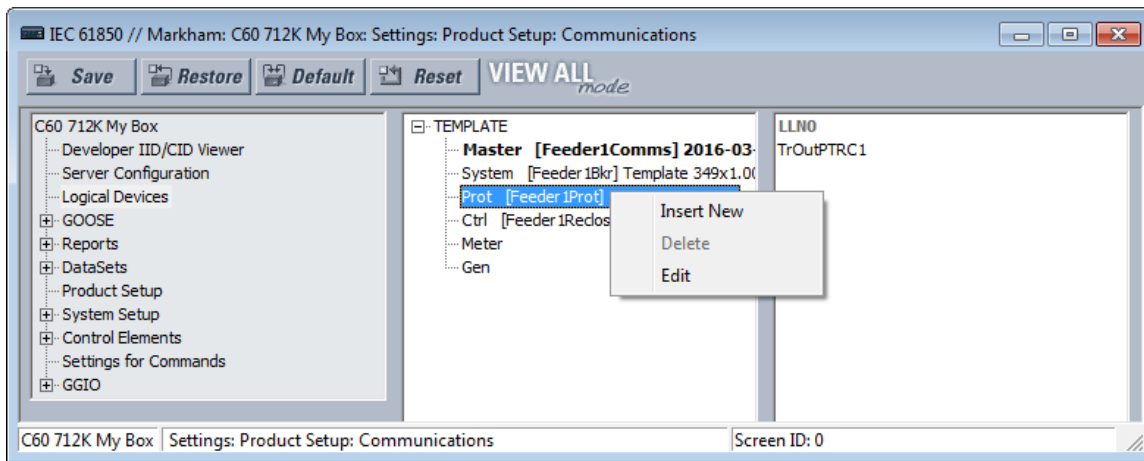 IEC 61850 // Markham: C60 712K My Box: Settings: Product Setup: Communications
Save Restore Default Reset VIEW ALL mode
C60 712K My Box
Developer IID/CID Viewer
Server Configuration
Logical Devices
GOOSE
Reports
DataSets
Product Setup
System Setup
Control Elements
Settings for Commands
GGIO
TEMPLATE
Master [Feeder1Comms] 2016-03-
System [Feeder1Bkr] Template 349x1.00
Prot [Feeder1Prot]
Ctrl [Feeder1Reclos
Meter
Gen
Insert New
Delete
Edit
LLN0
TrOutPTRC1
C60 712K My Box Settings: Product Setup: Communications Screen ID: 0